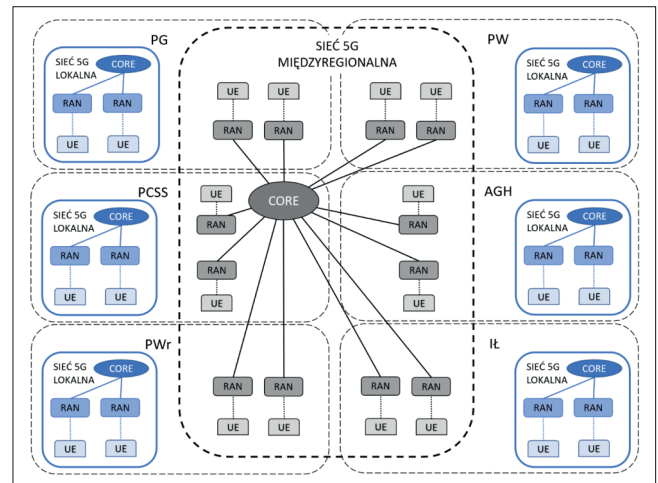 PG
SIEĆ 5G
MIĘDZYREGIONALNA
PW
SIEĆ 5G
LOKALNA
CORE
RAN
RAN
UE
UE
UE
UE
RAN
RAN
UE
UE
RAN
RAN
SIEĆ 5G
LOKALNA
CORE
RAN
RAN
UE
UE
PCSS
SIEĆ 5G
LOKALNA
CORE
RAN
RAN
UE
UE
UE
RAN
RAN
UE
CORE
UE
RAN
RAN
UE
AGH
SIEĆ 5G
LOKALNA
CORE
RAN
RAN
UE
UE
PWr
SIEĆ 5G
LOKALNA
CORE
RAN
RAN
UE
UE
RAN
RAN
UE
UE
RAN
RAN
UE
UE
IŁ
SIEĆ 5G
LOKALNA
CORE
RAN
RAN
UE
UE